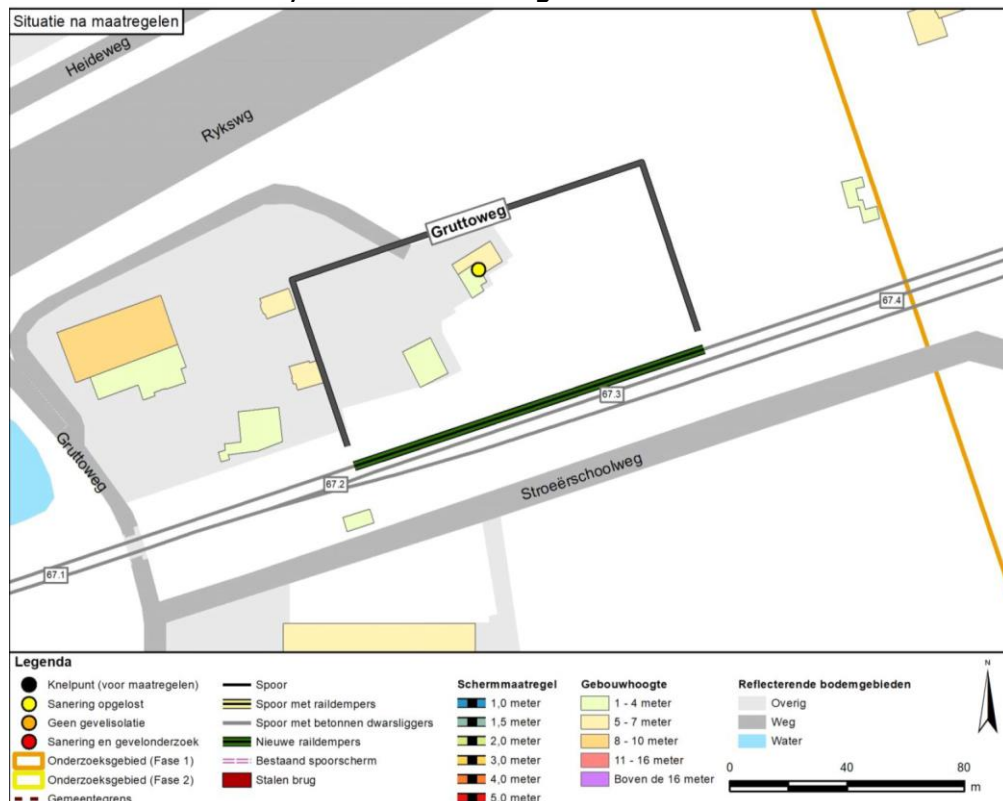 Situatie na maatregelen
Heideweg
Rykswg
Gruttoweg
67.4
67.3
Gruttoweg
67.2
Stroeërschoolweg
67.1
Legenda
Knelpunt (voor maatregelen)
Sanering opgelost
Geen gevelisolatie
Sanering en gevelonderzoek
Onderzoeksgebied (Fase 1)
Onderzoeksgebied (Fase 2)
Gemeentegrens
Spoor
Spoor met raildempers
Spoor met betonnen dwarsliggers
Nieuwe raildempers
Bestaand spoorscherm
Stalen brug
Schermmaatregel
1,0 meter
1,5 meter
2,0 meter
3,0 meter
4,0 meter
5,0 meter
Gebouwhoogte
1 - 4 meter
5 - 7 meter
8 - 10 meter
11 - 16 meter
Boven de 16 meter
Reflecterende bodemgebieden
Overig
Weg
Water
N
0 40 80
m